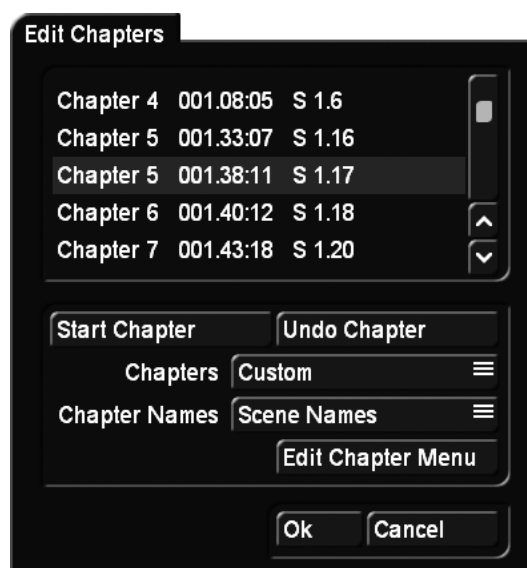 Edit Chapters
Chapter 4 001.08:05 S 1.6
Chapter 5 001.33:07 S 1.16
Chapter 5 001.38:11 S 1.17
Chapter 6 001.40:12 S 1.18
Chapter 7 001.43:18 S 1.20
Start Chapter Undo Chapter
Chapters Custom
Chapter Names Scene Names
Edit Chapter Menu
Ok Cancel